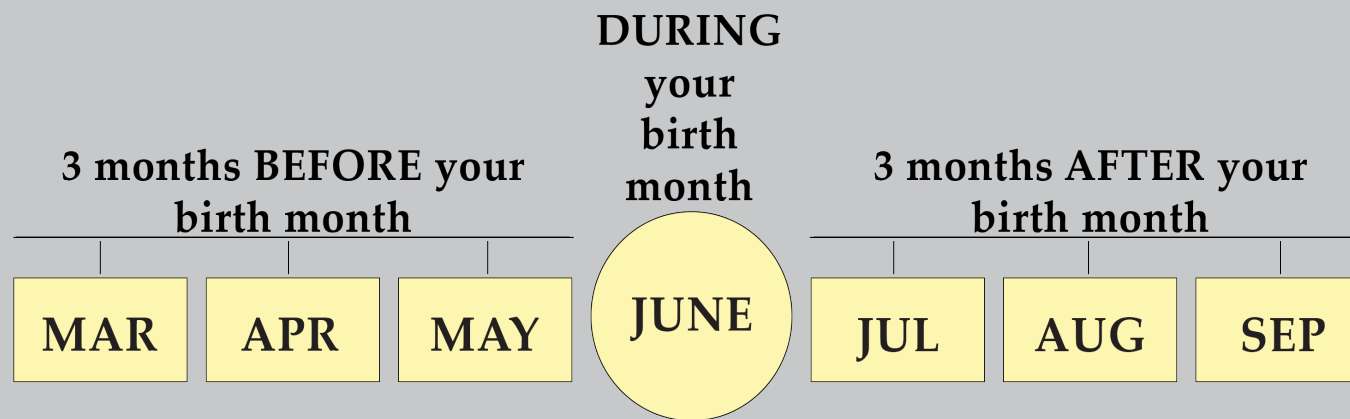 3 months BEFORE your
birth month
MAR
APR
MAY
DURING
your
birth
month
JUNE
3 months AFTER your
birth month
JUL
AUG
SEP